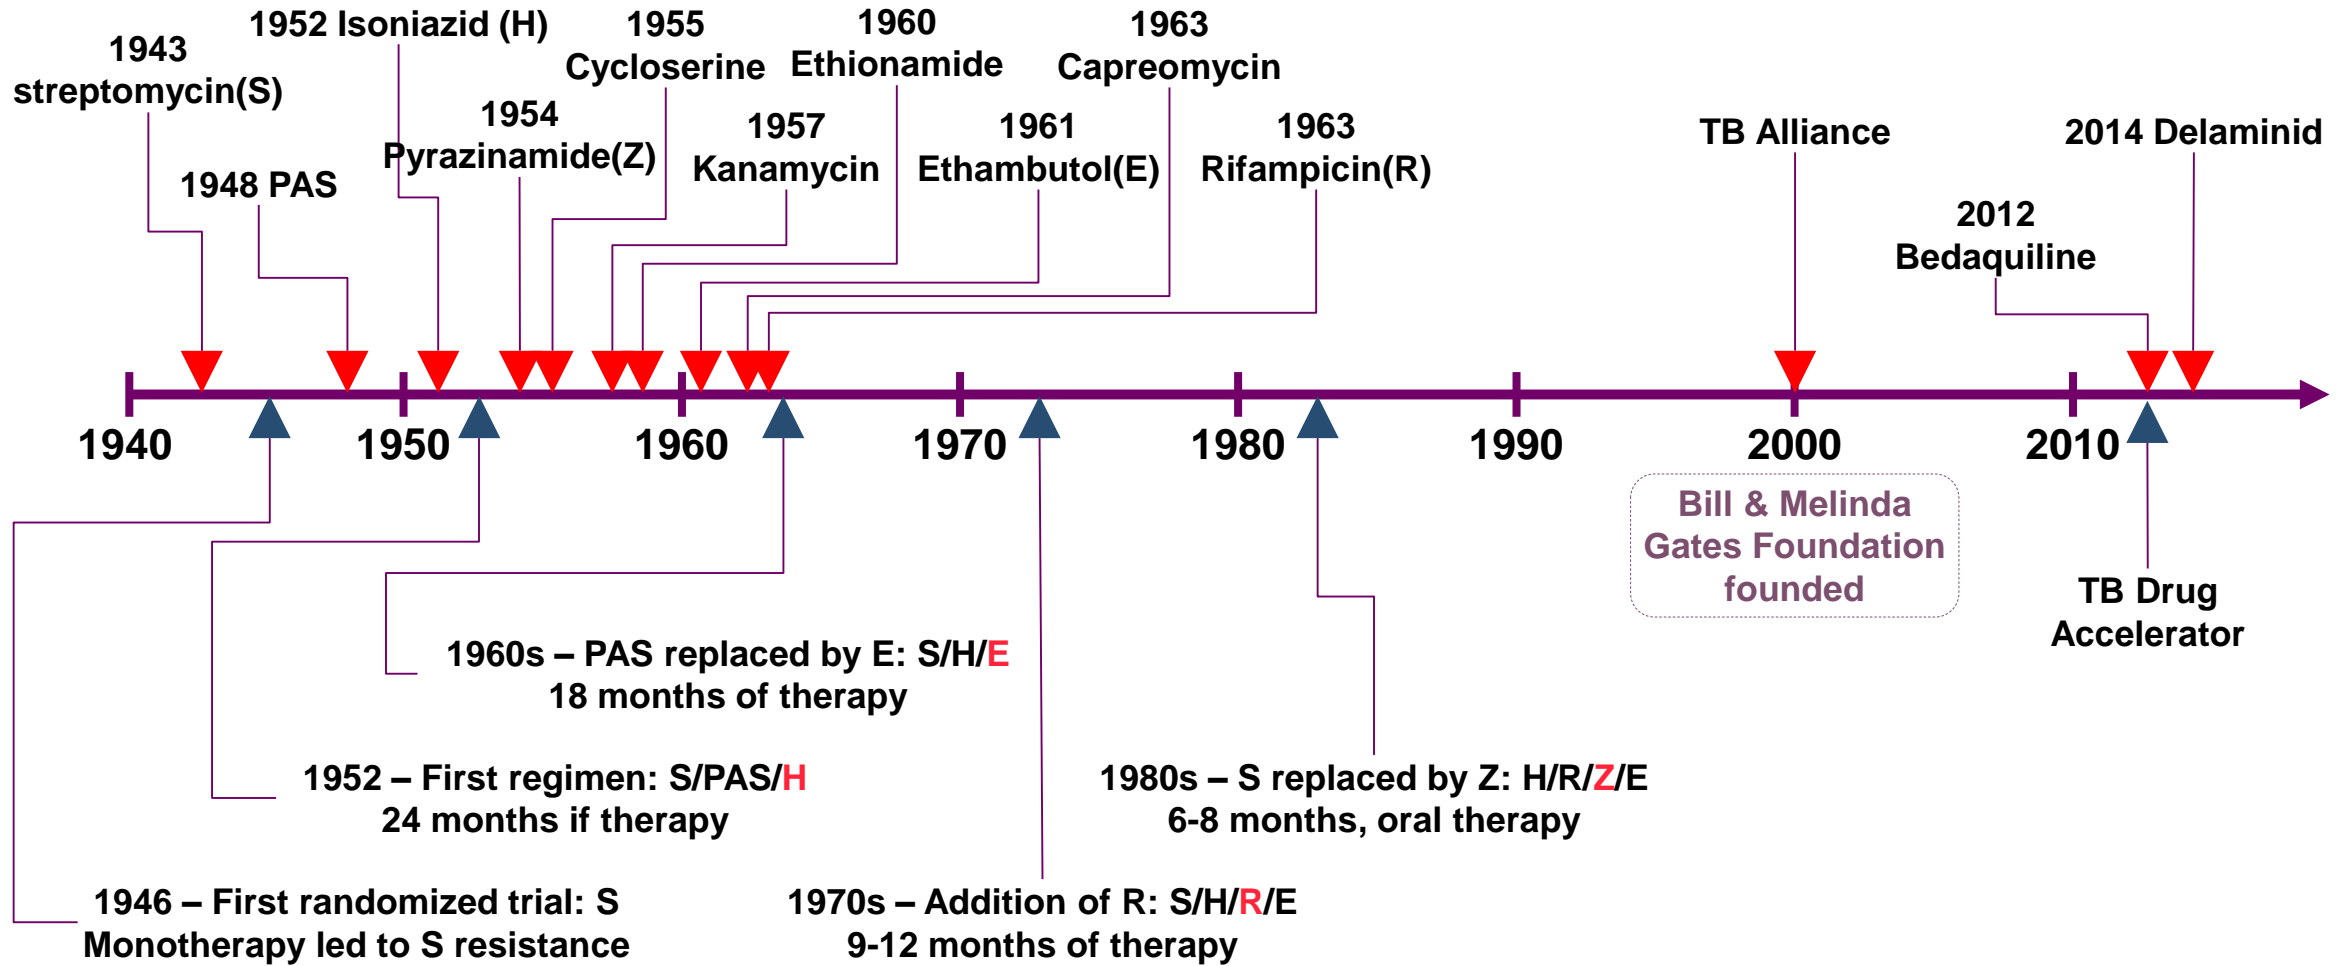 1943
streptomycin(S)
1948 PAS
1952 Isoniazid (H)
1954
Pyrazinamide(Z)
1955
Cycloserine
1957
Kanamycin
1960
Ethionamide
1961
Ethambutol(E)
1963
Capreomycin
1963
Rifampicin(R)
TB Alliance
2012
Bedaquiline
2014 Delaminid
1940
1950
1960
1970
1980
1990
2000
2010
Bill & Melinda
Gates Foundation
founded
TB Drug
Accelerator
1960s – PAS replaced by E: S/H/E
18 months of therapy
1952 – First regimen: S/PAS/H
24 months if therapy
1980s – S replaced by Z: H/R/Z/E
6-8 months, oral therapy
1946 – First randomized trial: S
Monotherapy led to S resistance
1970s – Addition of R: S/H/R/E
9-12 months of therapy